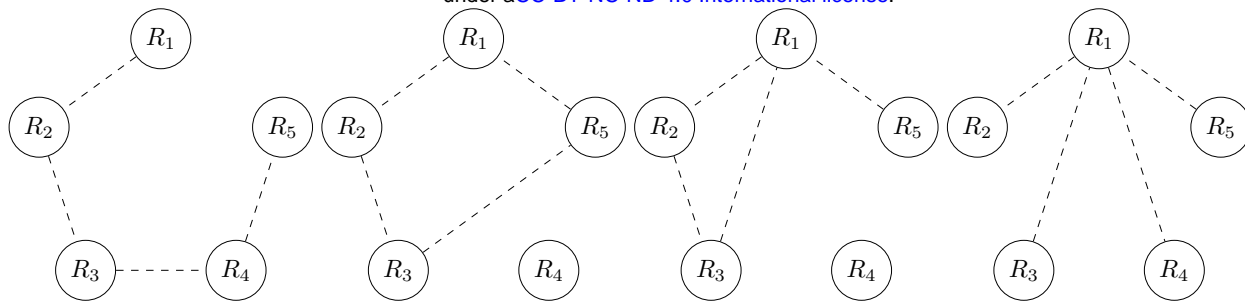 under aCC-BY-NC-ND 4.0 International license.
R₁ R₁ R₁ R₁
R₂ R₅ R₂ R₅ R₂ R₅ R₂ R₅
R₃ R₄ R₃ R₄ R₃ R₄ R₃ R₄